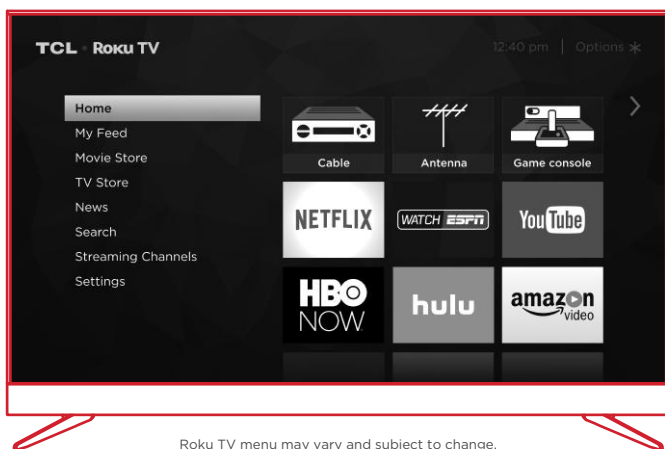 TCL · Roku TV
12:40 pm | Options
Home
My Feed
Movie Store
TV Store
News
Search
Streaming Channels
Settings
Cable
Antenna
Game console
NETFLIX
WATCH ESPN
YouTube
HBO
NOW
hulu
amazon
video
Roku TV menu may vary and subject to change.